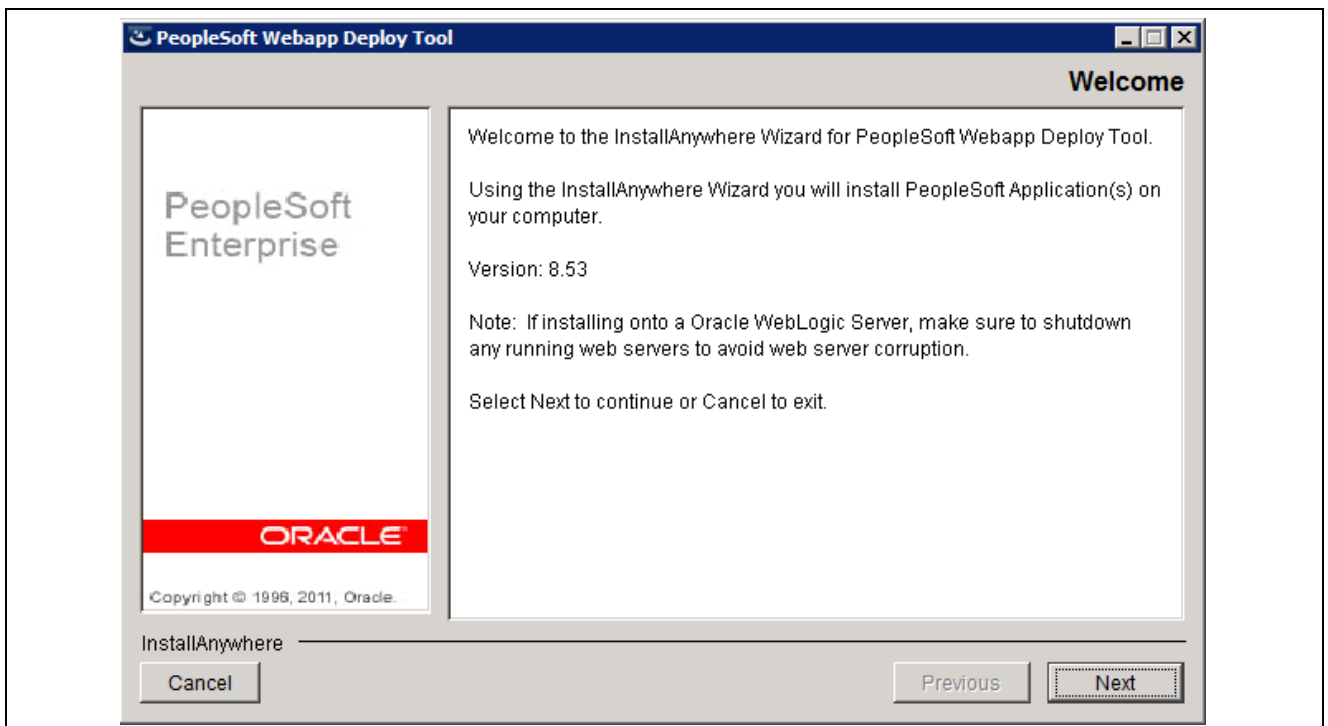 PeopleSoft Webapp Deploy Tool
Welcome
PeopleSoft
Enterprise
ORACLE
Copyright © 1996, 2011, Oracle.
Welcome to the InstallAnywhere Wizard for PeopleSoft Webapp Deploy Tool.
Using the InstallAnywhere Wizard you will install PeopleSoft Application(s) on
your computer.
Version: 8.53
Note: If installing onto a Oracle WebLogic Server, make sure to shutdown
any running web servers to avoid web server corruption.
Select Next to continue or Cancel to exit.
InstallAnywhere
Cancel
Previous
Next